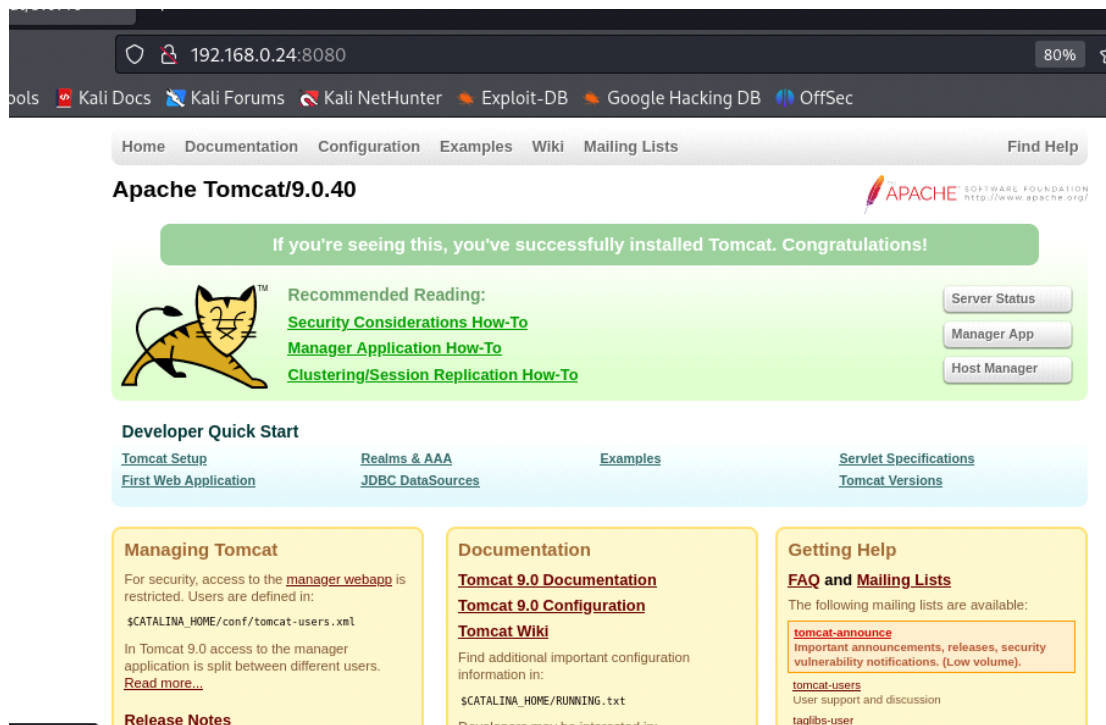 192.168.0.24:8080
80%
Kali Docs Kali Forums Kali NetHunter Exploit-DB Google Hacking DB OffSec
Home Documentation Configuration Examples Wiki Mailing Lists Find Help
Apache Tomcat/9.0.40
APACHE SOFTWARE FOUNDATION
http://www.apache.org/
If you're seeing this, you've successfully installed Tomcat. Congratulations!
TM
Recommended Reading:
Security Considerations How-To
Manager Application How-To
Clustering/Session Replication How-To
Server Status
Manager App
Host Manager
Developer Quick Start
Tomcat Setup
First Web Application
Realms & AAA
JDBC DataSources
Examples
Servlet Specifications
Tomcat Versions
Managing Tomcat
For security, access to the manager webapp is
restricted. Users are defined in:
$CATALINA_HOME/conf/tomcat-users.xml
In Tomcat 9.0 access to the manager
application is split between different users.
Read more...
Release Notes
Documentation
Tomcat 9.0 Documentation
Tomcat 9.0 Configuration
Tomcat Wiki
Find additional important configuration
information in:
$CATALINA_HOME/RUNNING.txt
Getting Help
FAQ and Mailing Lists
The following mailing lists are available:
tomcat-announce
Important announcements, releases, security
vulnerability notifications. (Low volume).
tomcat-users
User support and discussion
taglibs-user